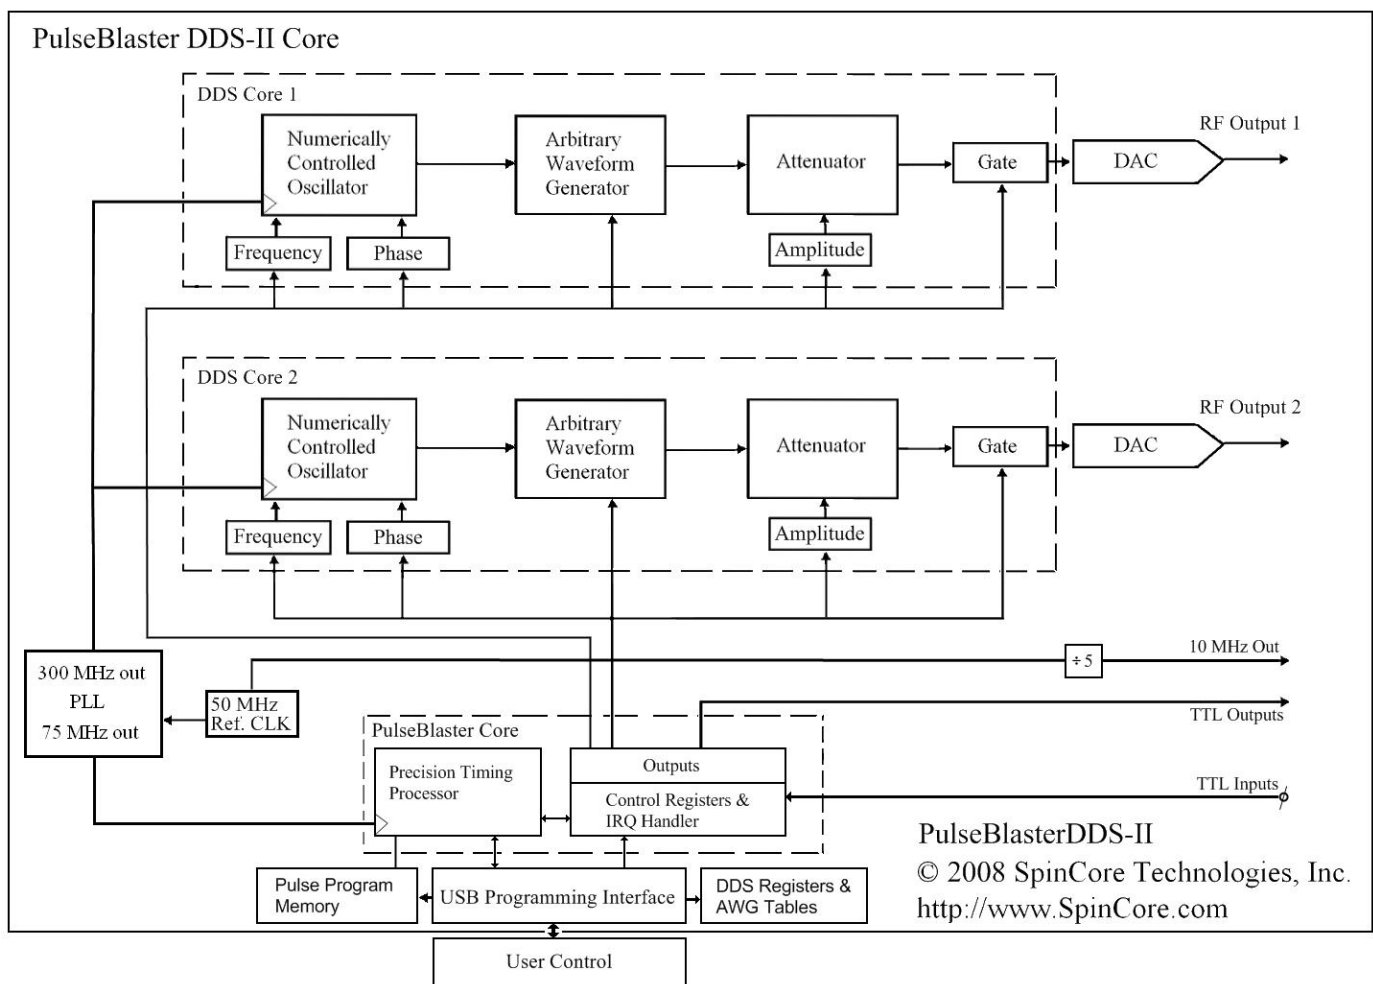 PulseBlaster DDS-II Core
DDS Core 1
Numerically
Controlled
Oscillator
Arbitrary
Waveform
Generator
Attenuator
Gate
DAC
RF Output 1
Frequency
Phase
Amplitude
DDS Core 2
Numerically
Controlled
Oscillator
Arbitrary
Waveform
Generator
Attenuator
Gate
DAC
RF Output 2
Frequency
Phase
Amplitude
300 MHz out
PLL
75 MHz out
50 MHz
Ref. CLK
÷5
10 MHz Out
TTL Outputs
PulseBlaster Core
Precision Timing
Processor
Outputs
Control Registers &
IRQ Handler
TTL Inputs
Pulse Program
Memory
USB Programming Interface
DDS Registers &
AWG Tables
User Control
PulseBlasterDDS-II
© 2008 SpinCore Technologies, Inc.
http://www.SpinCore.com